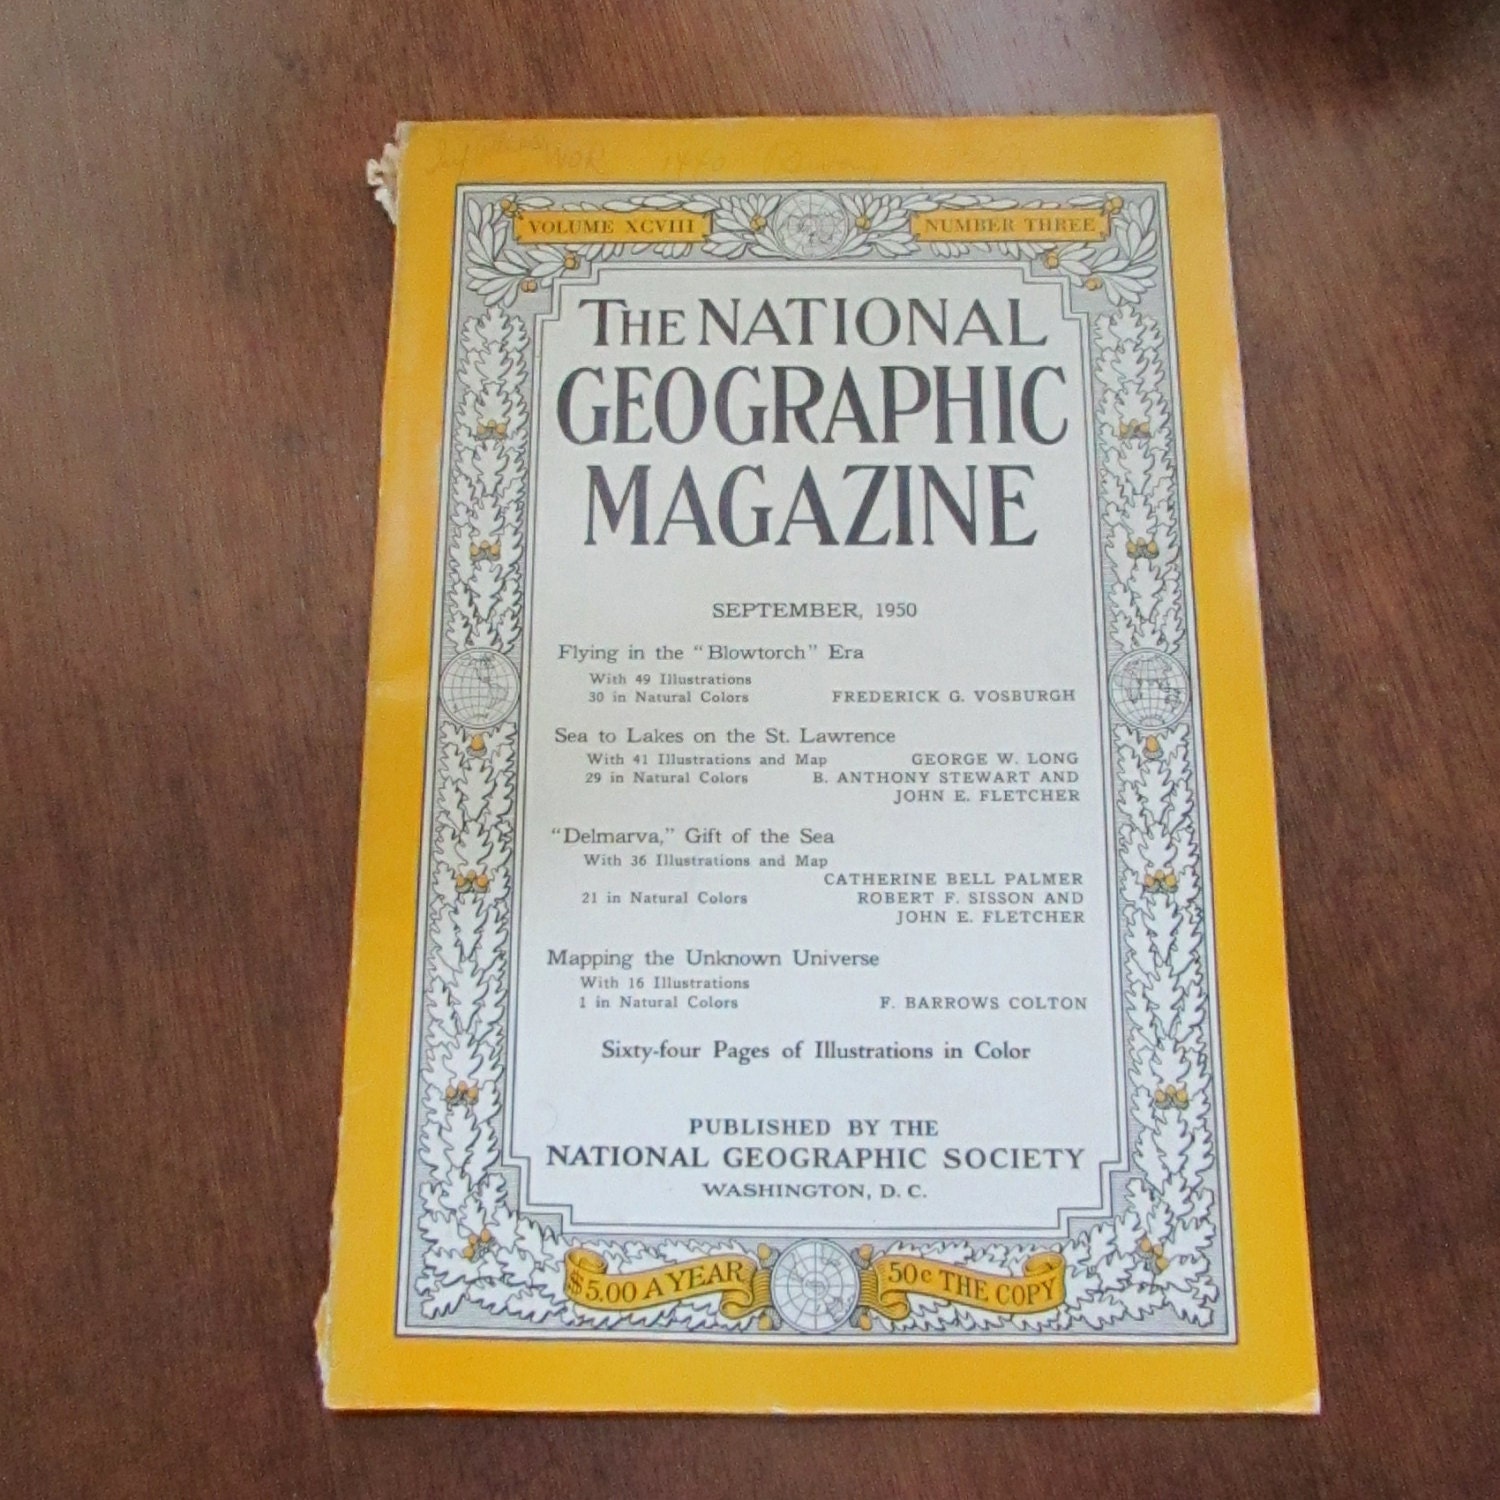 VOLUME XCVIII NUMBER THREE
THE NATIONAL
GEOGRAPHIC
MAGAZINE
SEPTEMBER, 1950
Flying in the "Blowtorch" Era
With 49 Illustrations
30 in Natural Colors FREDERICK G. VOSBURGH
Sea to Lakes on the St. Lawrence
With 41 Illustrations and Map GEORGE W. LONG
29 in Natural Colors B. ANTHONY STEWART AND
JOHN E. FLETCHER
"Delmarva," Gift of the Sea
With 36 Illustrations and Map
CATHERINE BELL PALMER
21 in Natural Colors ROBERT F. SISSON AND
JOHN E. FLETCHER
Mapping the Unknown Universe
With 16 Illustrations
1 in Natural Colors F. BARROWS COLTON
Sixty-four Pages of Illustrations in Color
PUBLISHED BY THE
NATIONAL GEOGRAPHIC SOCIETY
WASHINGTON, D. C.
$5.00 A YEAR 50c THE COPY